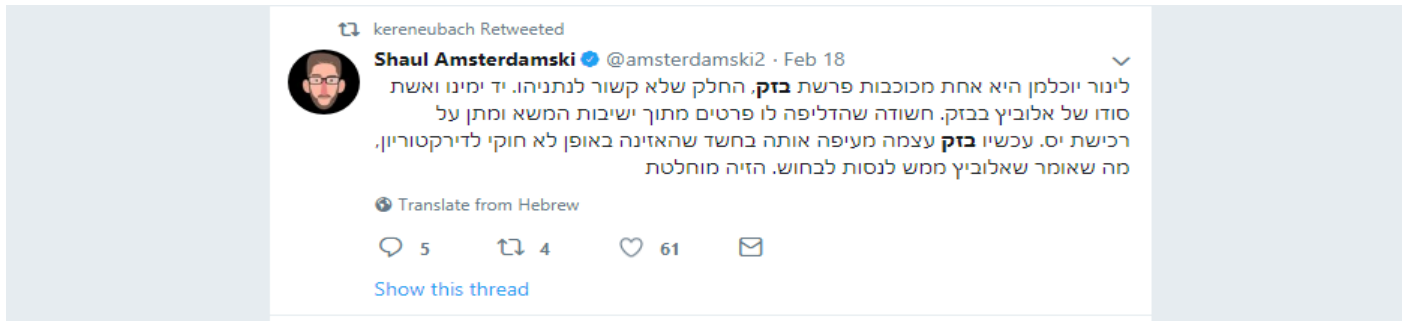 kereneubach Retweeted
Shaul Amsterdamski @amsterdamski2 · Feb 18
לינור יוכלמן היא אחת מכוכבות פרשת בזק, החלק שלא קשור לנתניהו. יד ימינו ואשת
סודו של אלוביץ בבזק. חשודה שהדליפה לו פרטים מתוך ישיבות המשא ומתן על
רכישת יס. עכשיו בזק עצמה מעיפה אותה בחשד שהאזינה באופן לא חוקי לדירקטוריון,
מה שאומר שאלוביץ ממש לנסות לבחוש. הזיה מוחלטת
Translate from Hebrew
5 4 61
Show this thread